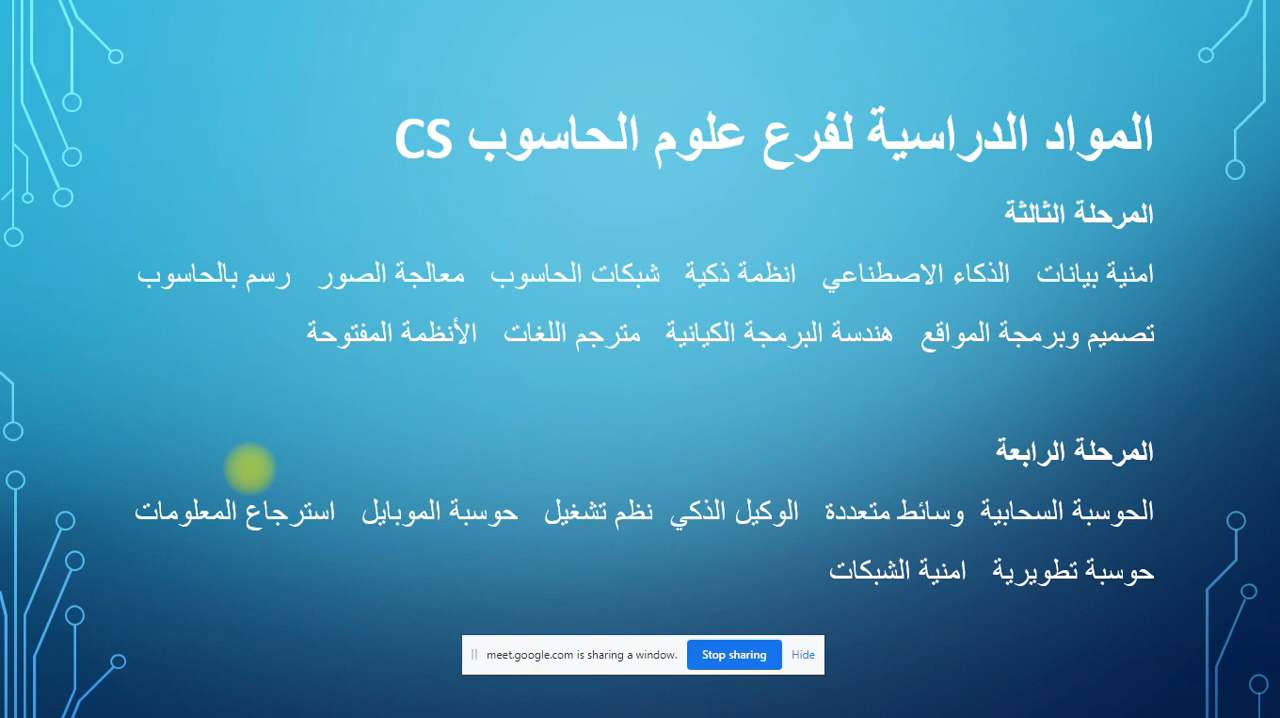 المواد الدراسية لفرع علوم الحاسوب CS
المرحلة الثالثة
امنية بيانات الذكاء الاصطناعي انظمة ذكية شبكات الحاسوب معالجة الصور رسم بالحاسوب
تصميم وبرمجة المواقع هندسة البرمجة الكيانية مترجم اللغات الأنظمة المفتوحة
المرحلة الرابعة
الحوسبة السحابية وسائط متعددة الوكيل الذكي نظم تشغيل حوسبة الموبايل استرجاع المعلومات
حوسبة تطويرية امنية الشبكات
meet.google.com is sharing a window. Stop sharing Hide